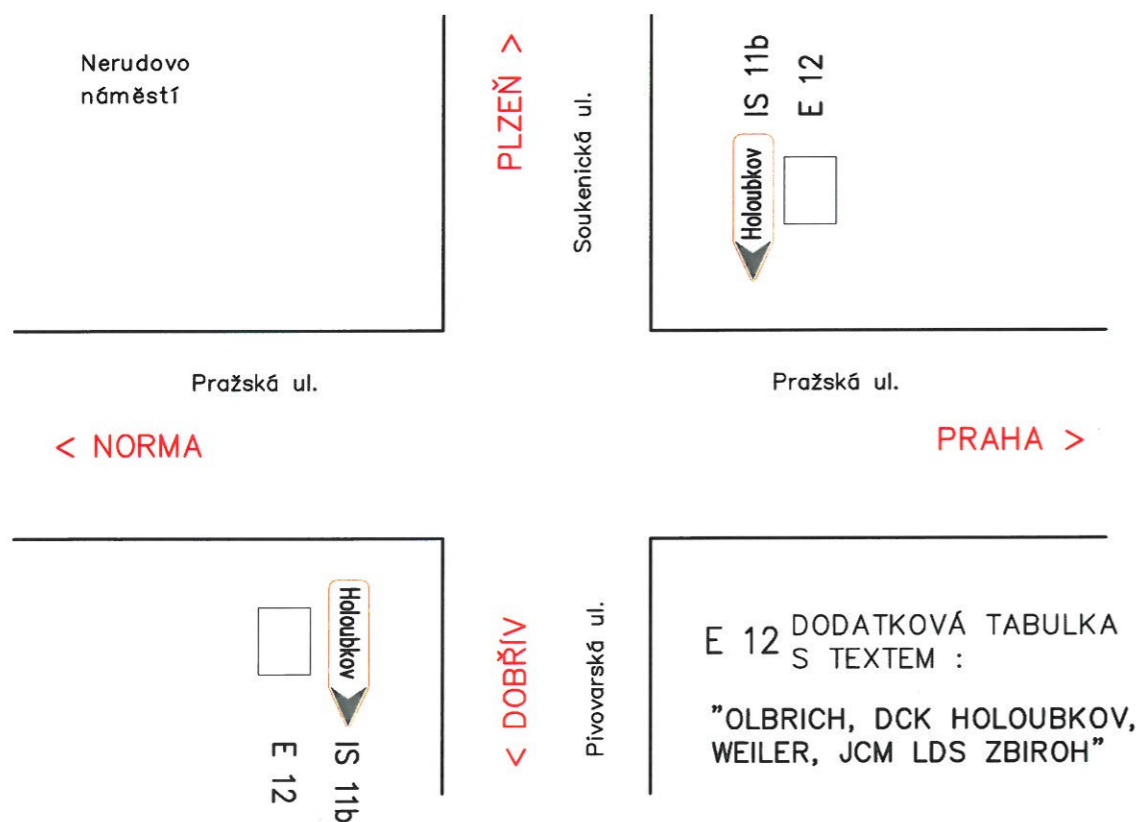 Nerudovo
náměstí
PLZEŇ >
Soukenická ul.
Holoubkov
IS 11b
E 12
Pražská ul.
Pražská ul.
< NORMA
PRAHA >
Holoubkov
E 12
IS 11b
< DOBŘÍV
Pivovarská ul.
E 12 DODATKOVÁ TABULKA
S TEXTEM :
"OLBRICH, DCK HOLOUBKOV,
WEILER, JCM LDS ZBIROH"